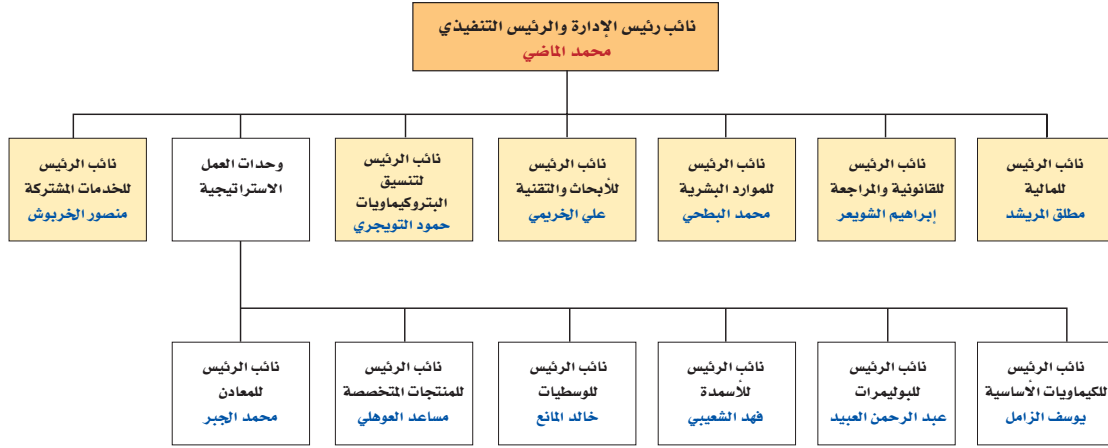 نائب رئيس الإدارة والرئيس التنفيذي
محمد الماضي
نائب الرئيس
للمالية
مطلق المريشد
نائب الرئيس
للقانونية والمراجعة
إبراهيم الشويعر
نائب الرئيس
للموارد البشرية
محمد البطحي
نائب الرئيس
للأبحاث والتقنية
علي الخريمي
نائب الرئيس
لتنسيق
البتروكيماويات
حمود التويجري
وحدات العمل
الاستراتيجية
نائب الرئيس
للخدمات المشتركة
منصور الخربوش
نائب الرئيس
للكيماويات الأساسية
يوسف الزامل
نائب الرئيس
للبوليمرات
عبد الرحمن العبيد
نائب الرئيس
للأسمدة
فهد الشعيبي
نائب الرئيس
للوسطيات
خالد المانع
نائب الرئيس
للمنتجات المتخصصة
مساعد العوهلي
نائب الرئيس
للمعادن
محمد الجبر